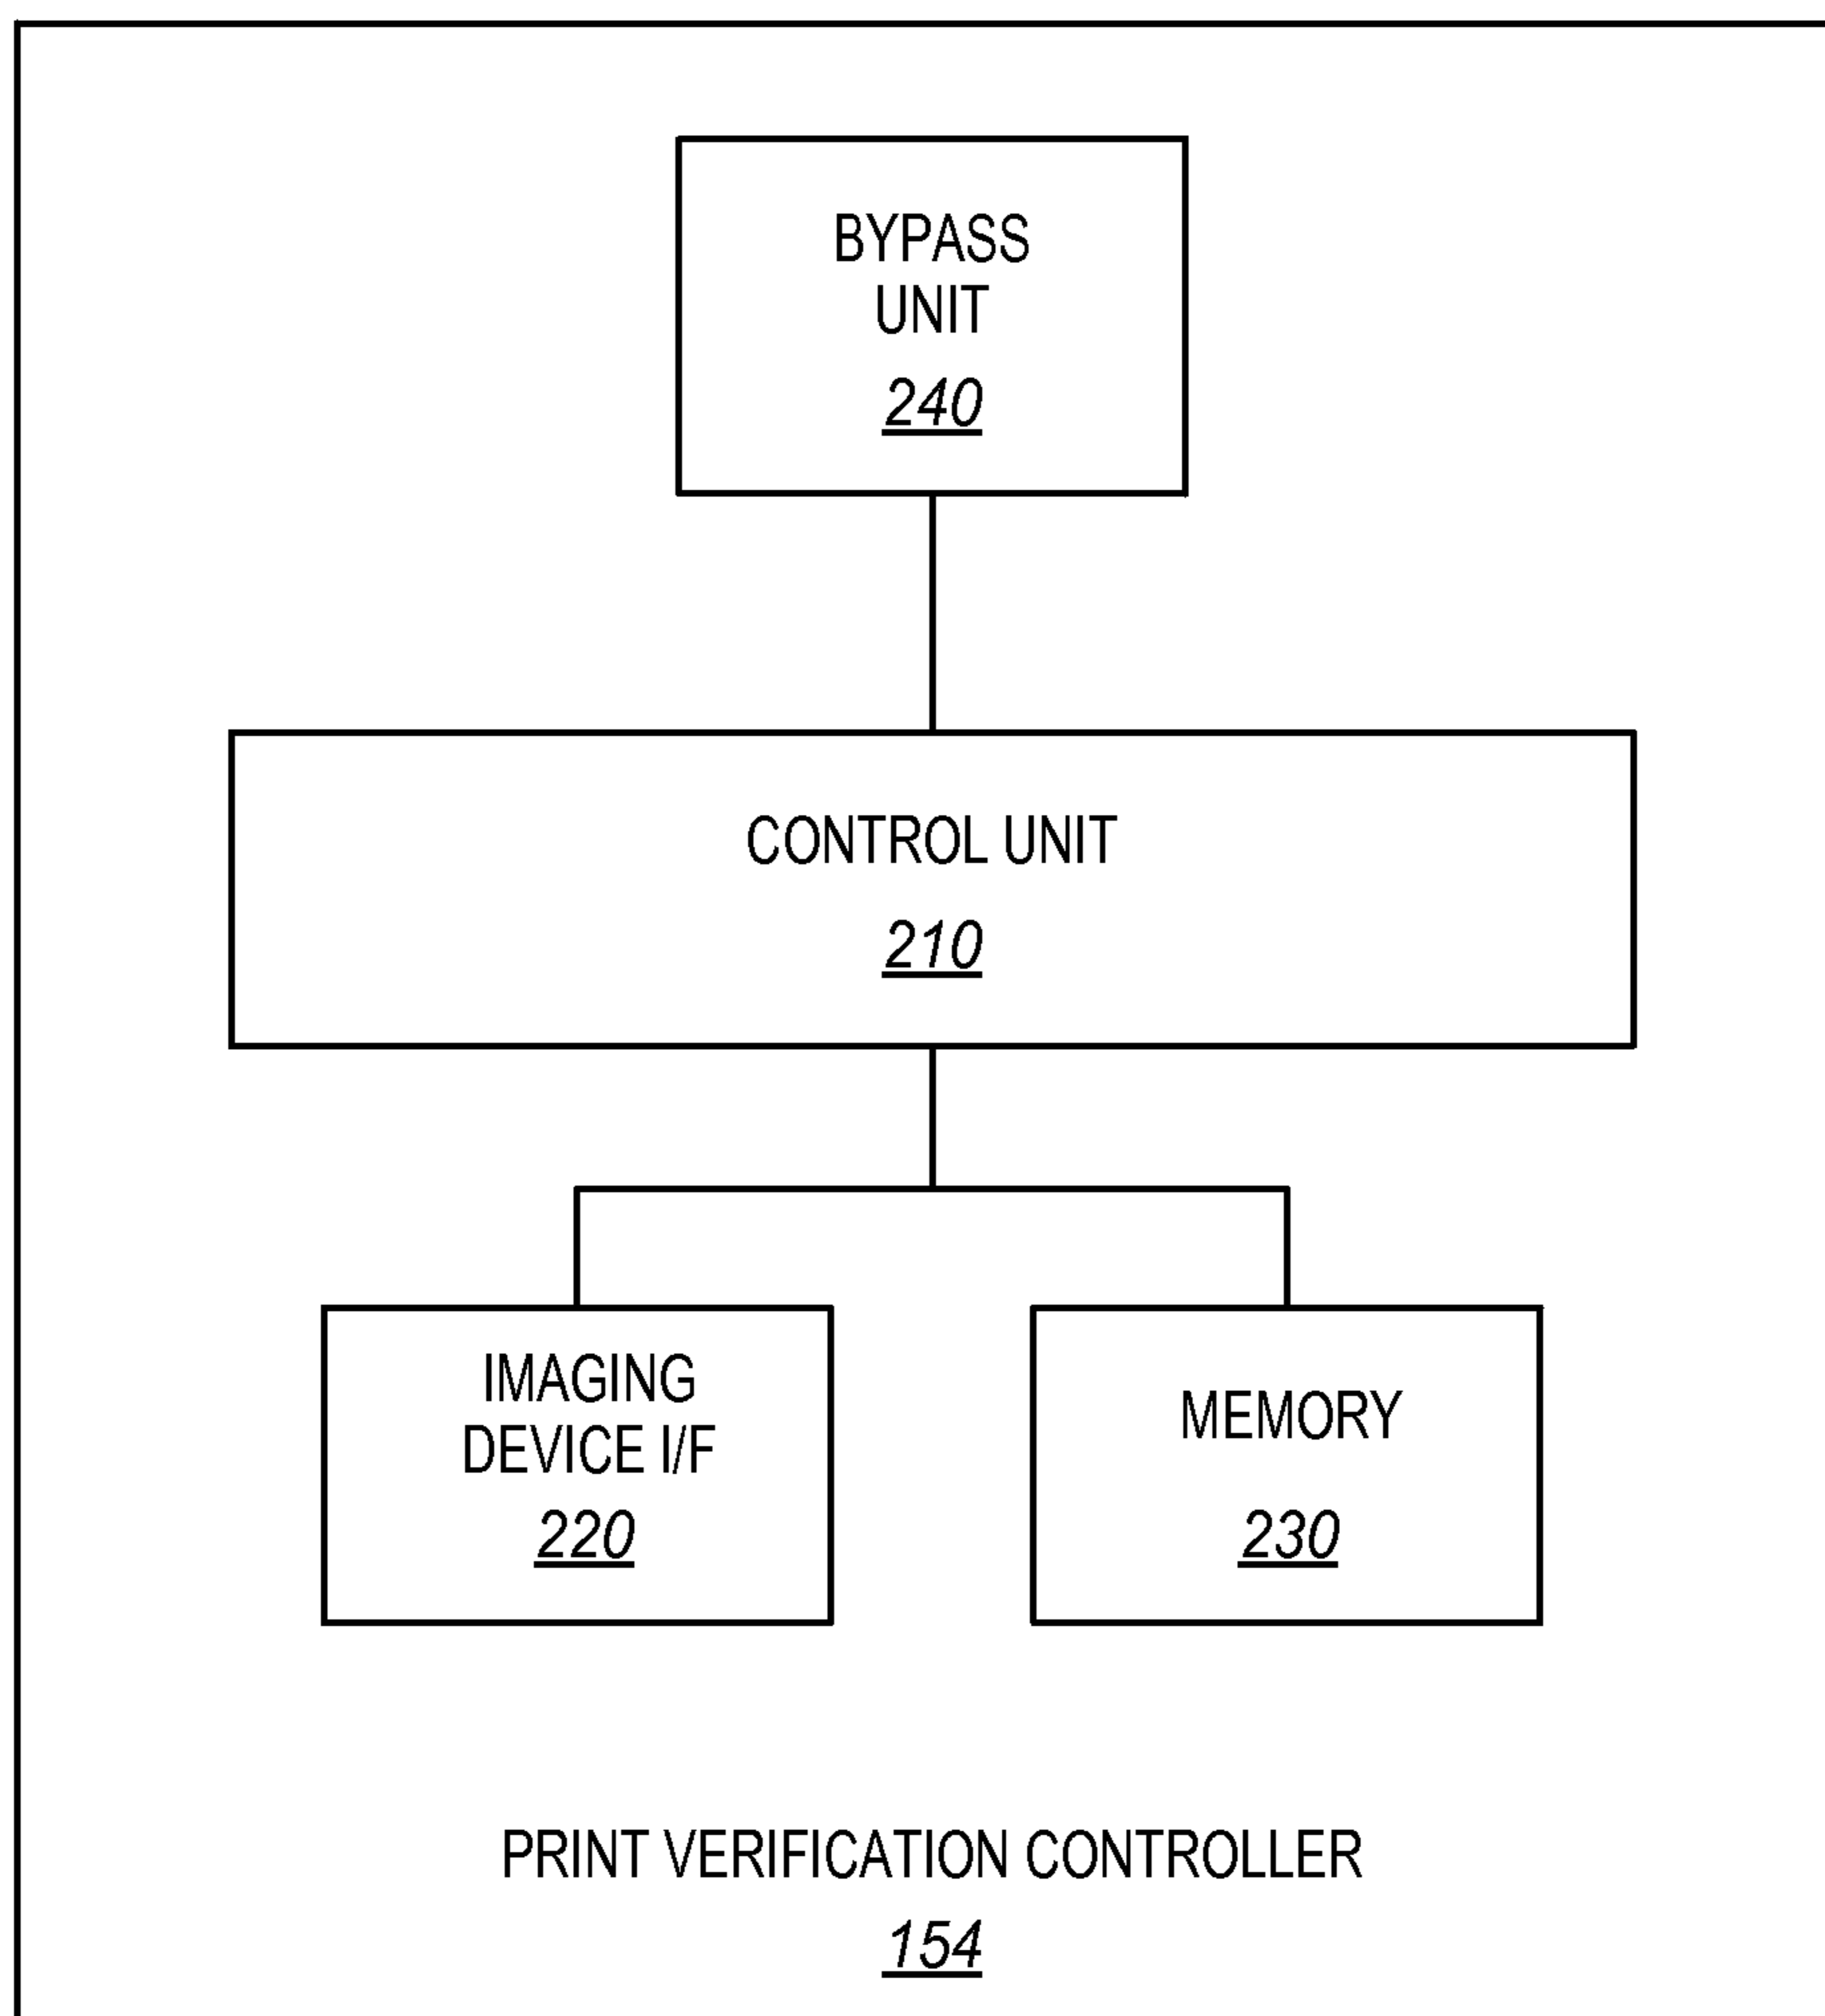 BYPASS
UNIT
240
CONTROL UNIT
210
IMAGING
DEVICE I/F
220
MEMORY
230
PRINT VERIFICATION CONTROLLER
154